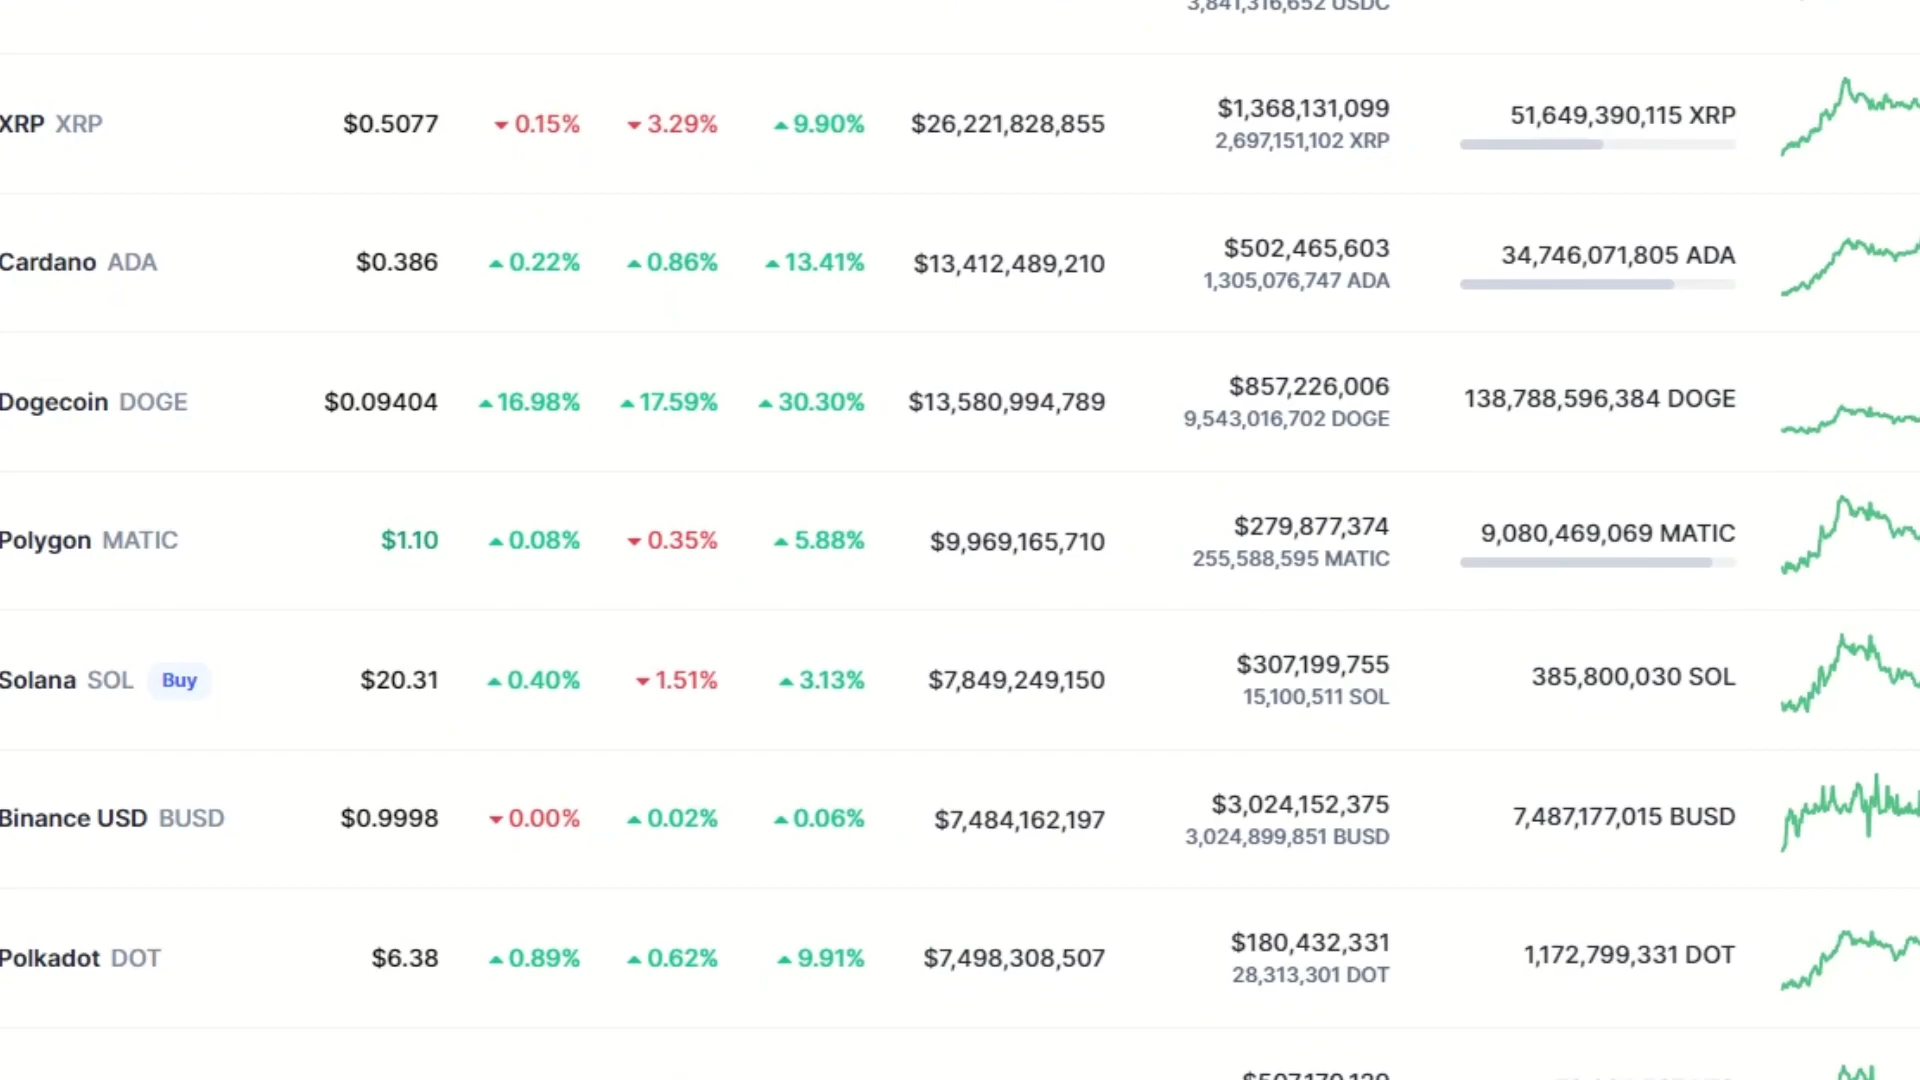 3,841,316,652 USDC
XRP XRP $0.5077 0.15% 3.29% 9.90% $26,221,828,855 $1,368,131,099 51,649,390,115 XRP
2,697,151,102 XRP
Cardano ADA $0.386 0.22% 0.86% 13.41% $13,412,489,210 $502,465,603 34,746,071,805 ADA
1,305,076,747 ADA
Dogecoin DOGE $0.09404 16.98% 17.59% 30.30% $13,580,994,789 $857,226,006 138,788,596,384 DOGE
9,543,016,702 DOGE
Polygon MATIC $1.10 0.08% 0.35% 5.88% $9,969,165,710 $279,877,374 9,080,469,069 MATIC
255,588,595 MATIC
Solana SOL Buy $20.31 0.40% 1.51% 3.13% $7,849,249,150 $307,199,755 385,800,030 SOL
15,100,511 SOL
Binance USD BUSD $0.9998 0.00% 0.02% 0.06% $7,484,162,197 $3,024,152,375 7,487,177,015 BUSD
3,024,899,851 BUSD
Polkadot DOT $6.38 0.89% 0.62% 9.91% $7,498,308,507 $180,432,331 1,172,799,331 DOT
28,313,301 DOT